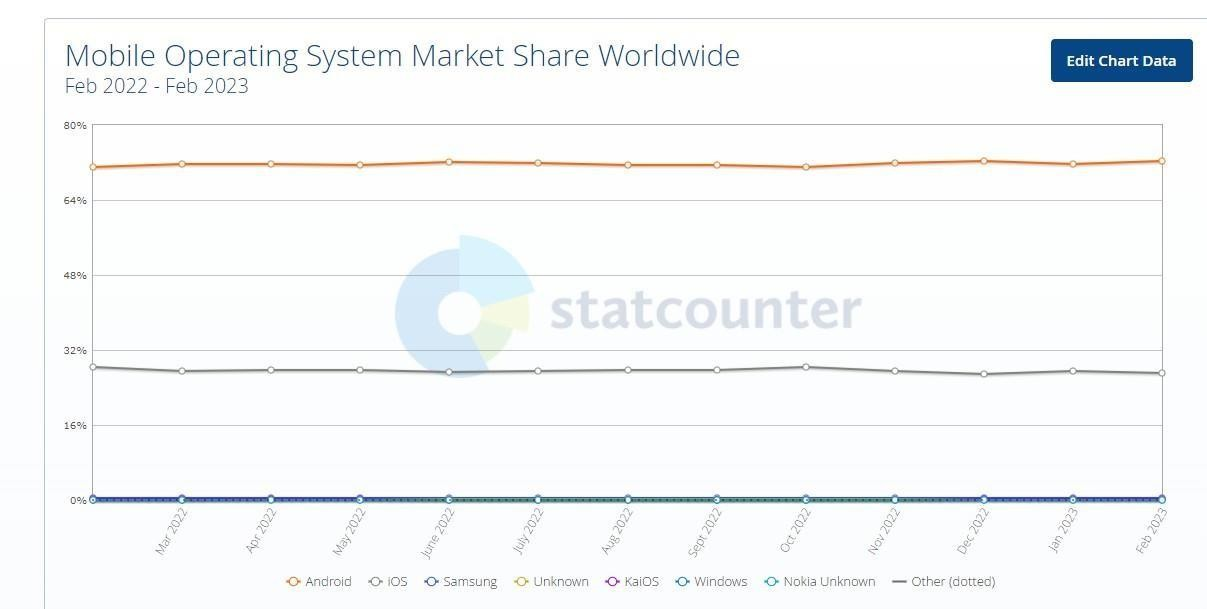 Mobile Operating System Market Share Worldwide
Feb 2022 - Feb 2023
Edit Chart Data
80%
64%
48%
32%
16%
0%
statcounter
Mar 2022
Apr 2022
May 2022
June 2022
July 2022
Aug 2022
Sept 2022
Oct 2022
Nov 2022
Dec 2022
Jan 2023
Feb 2023
Android iOS Samsung Unknown KaiOS Windows Nokia Unknown Other (dotted)